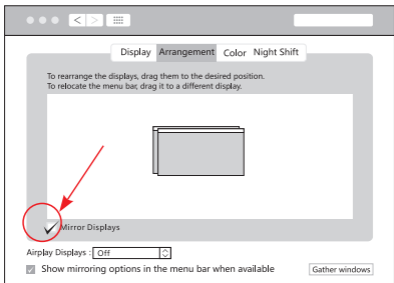 Display Arrangement Color Night Shift
To rearrange the displays, drag them to the desired position.
To relocate the menu bar, drag it to a different display.
Mirror Displays
Airplay Displays : Off
Show mirroring options in the menu bar when available
Gather windows